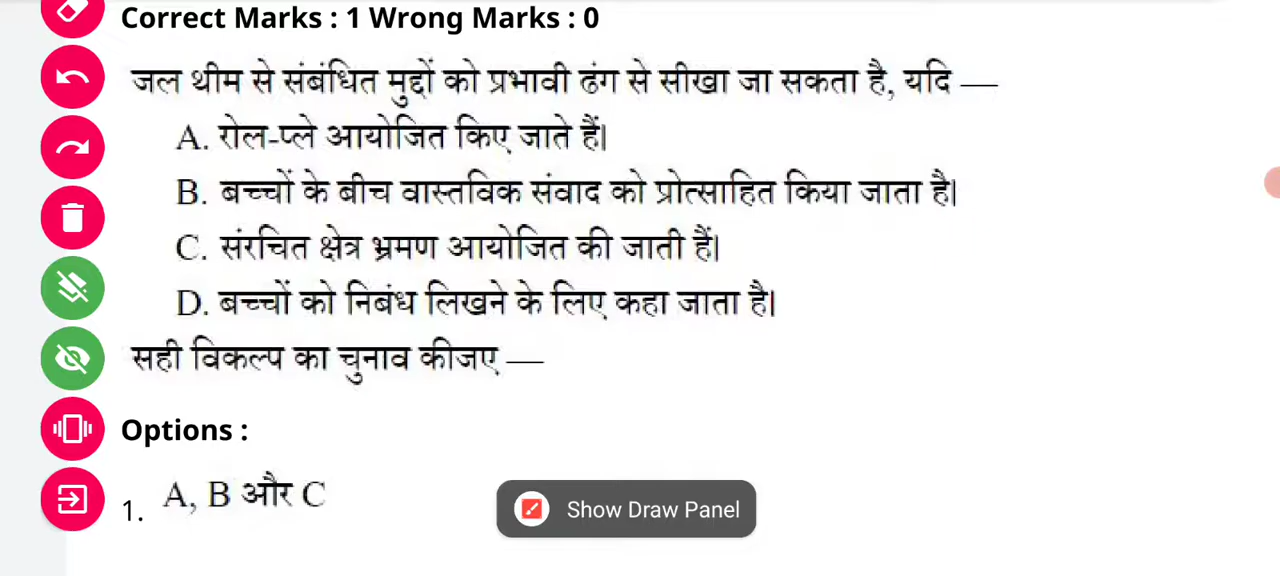 Correct Marks : 1 Wrong Marks : 0
जल थीम से संबंधित मुद्दों को प्रभावी ढंग से सीखा जा सकता है, यदि —
A. रोल-प्ले आयोजित किए जाते हैं।
B. बच्चों के बीच वास्तविक संवाद को प्रोत्साहित किया जाता है।
C. संरचित क्षेत्र भ्रमण आयोजित की जाती हैं।
D. बच्चों को निबंध लिखने के लिए कहा जाता है।
सही विकल्प का चुनाव कीजए —
Options :
1. A, B और C
Show Draw Panel